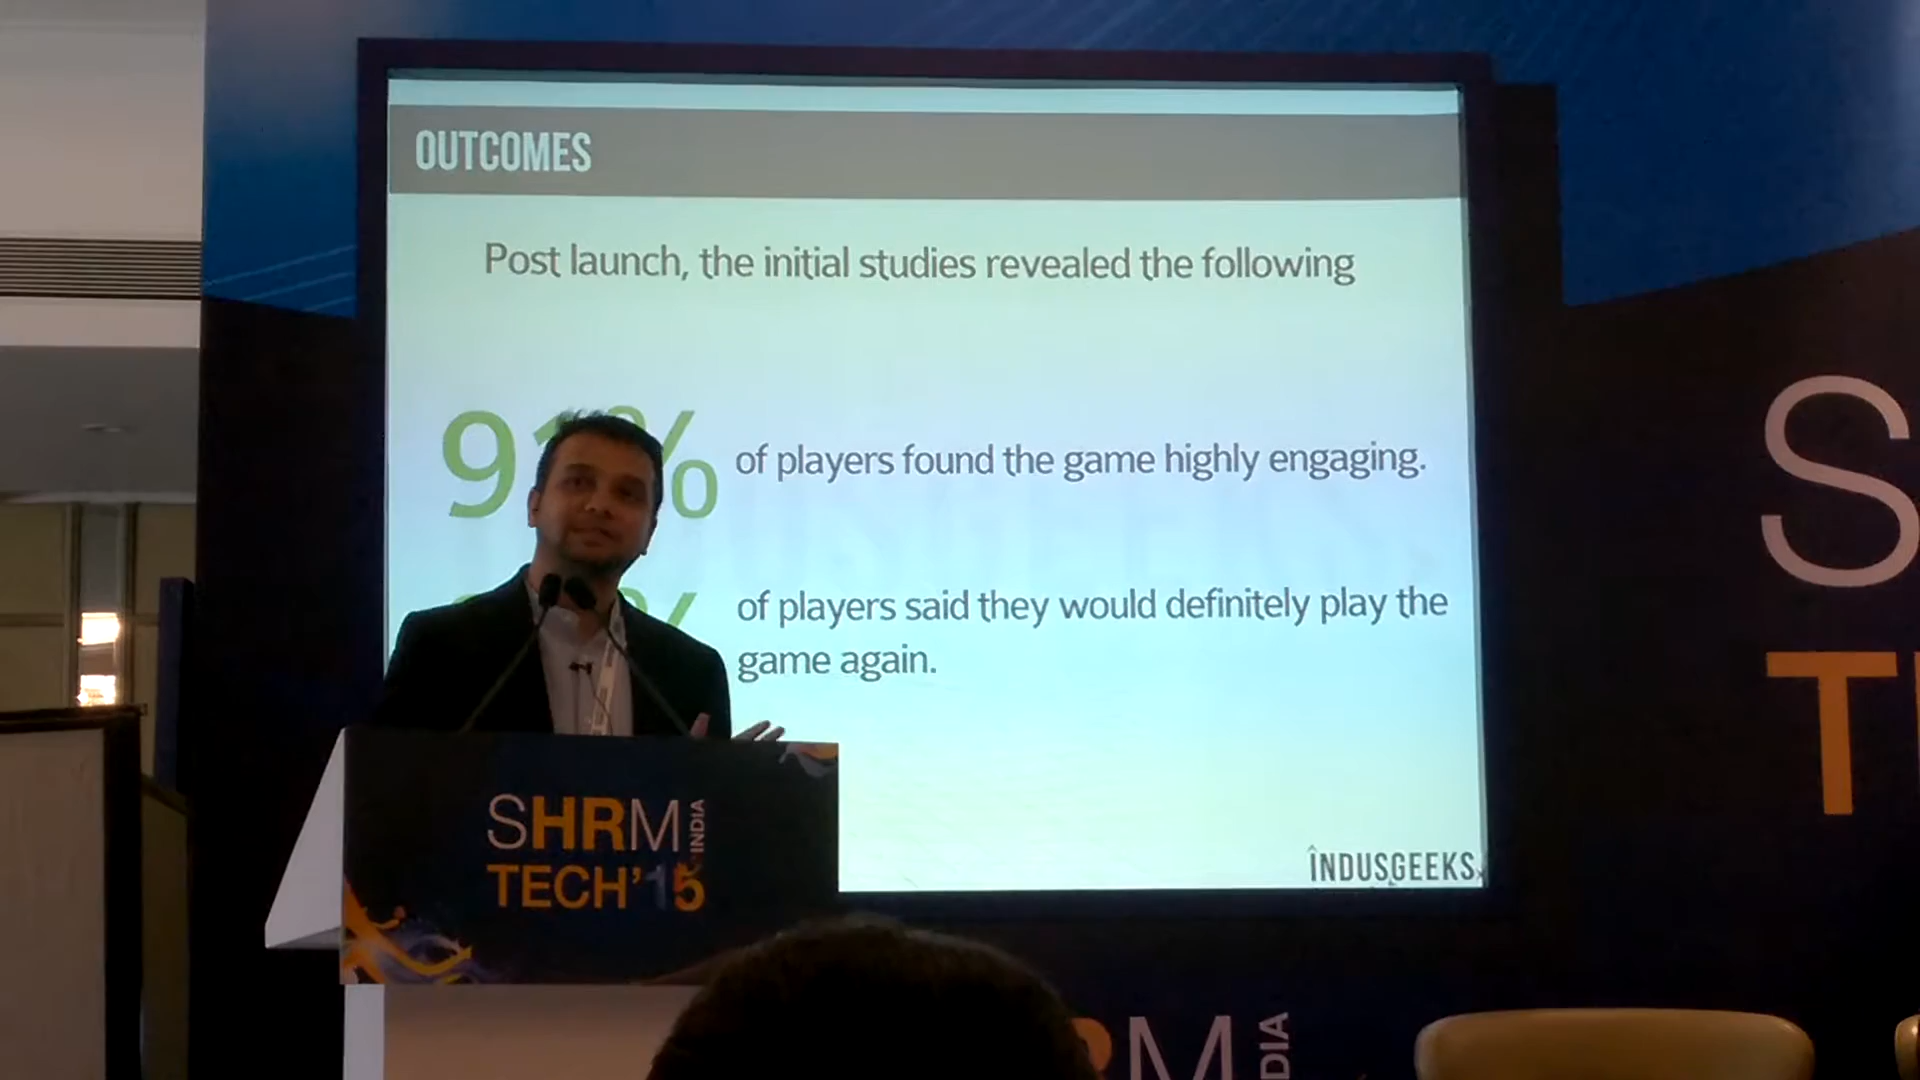 OUTCOMES
Post launch, the initial studies revealed the following
of players found the game highly engaging.
of players said they would definitely play the
game again.
INDUSGEEKS
SHRM INDIA
TECH'15
S
T
RM